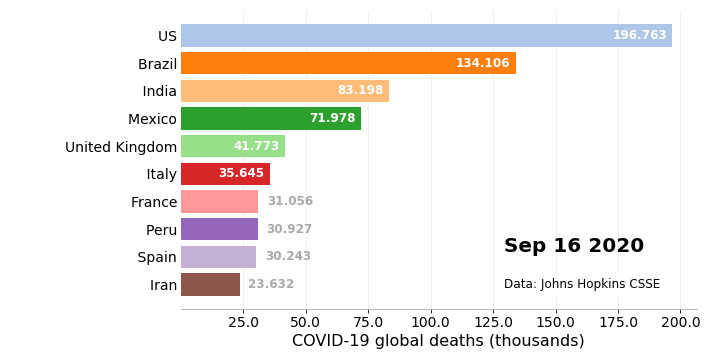 US 196.763
Brazil 134.106
India 83.198
Mexico 71.978
United Kingdom 41.773
Italy 35.645
France 31.056
Peru 30.927
Spain 30.243
Iran 23.632
Sep 16 2020
Data: Johns Hopkins CSSE
25.0 50.0 75.0 100.0 125.0 150.0 175.0 200.0
COVID-19 global deaths (thousands)